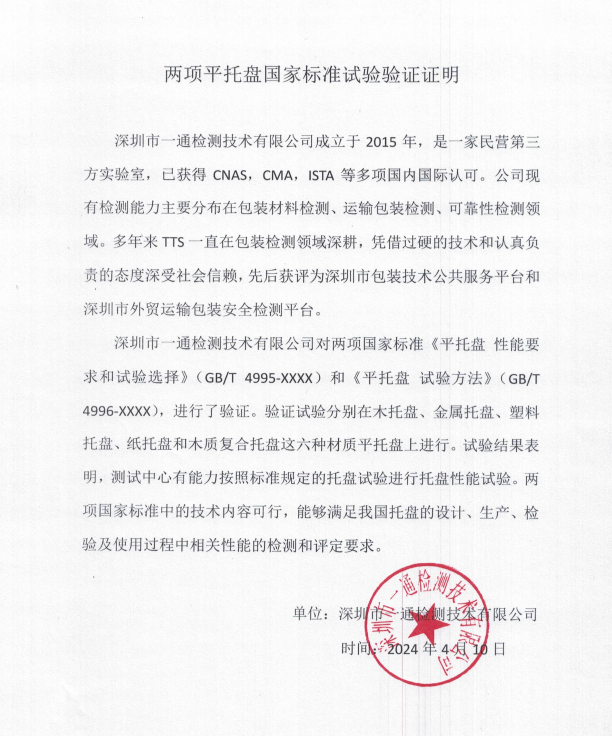 两项平托盘国家标准试验验证证明
深圳市一通检测技术有限公司成立于 2015 年，是一家民营第三
方实验室，已获得 CNAS，CMA，ISTA 等多项国内国际认可。公司现
有检测能力主要分布在包装材料检测、运输包装检测、可靠性检测领
域。多年来 TTS 一直在包装检测领域深耕，凭借过硬的技术和认真负
责的态度深受社会信赖，先后获评为深圳市包装技术公共服务平台和
深圳市外贸运输包装安全检测平台。
深圳市一通检测技术有限公司对两项国家标准《平托盘 性能要
求和试验选择》（GB/T 4995-XXXX）和《平托盘 试验方法》（GB/T
4996-XXXX），进行了验证。验证试验分别在木托盘、金属托盘、塑料
托盘、纸托盘和木质复合托盘这六种材质平托盘上进行。试验结果表
明，测试中心有能力按照标准规定的托盘试验进行托盘性能试验。两
项国家标准中的技术内容可行，能够满足我国托盘的设计、生产、检
验及使用过程中相关性能的检测和评定要求。
单位：深圳市一通检测技术有限公司
时间：2024 年 4 月 10 日
深圳市一通检测技术有限公司